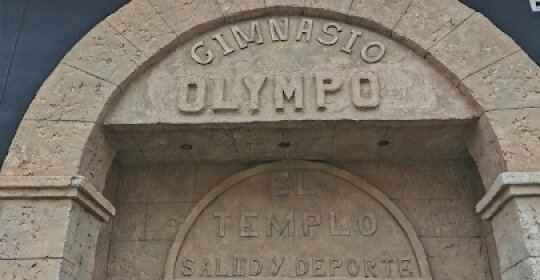 GIMNASIO
OLYMPO
EL
TEMPLO
SALUD Y DEPORTE